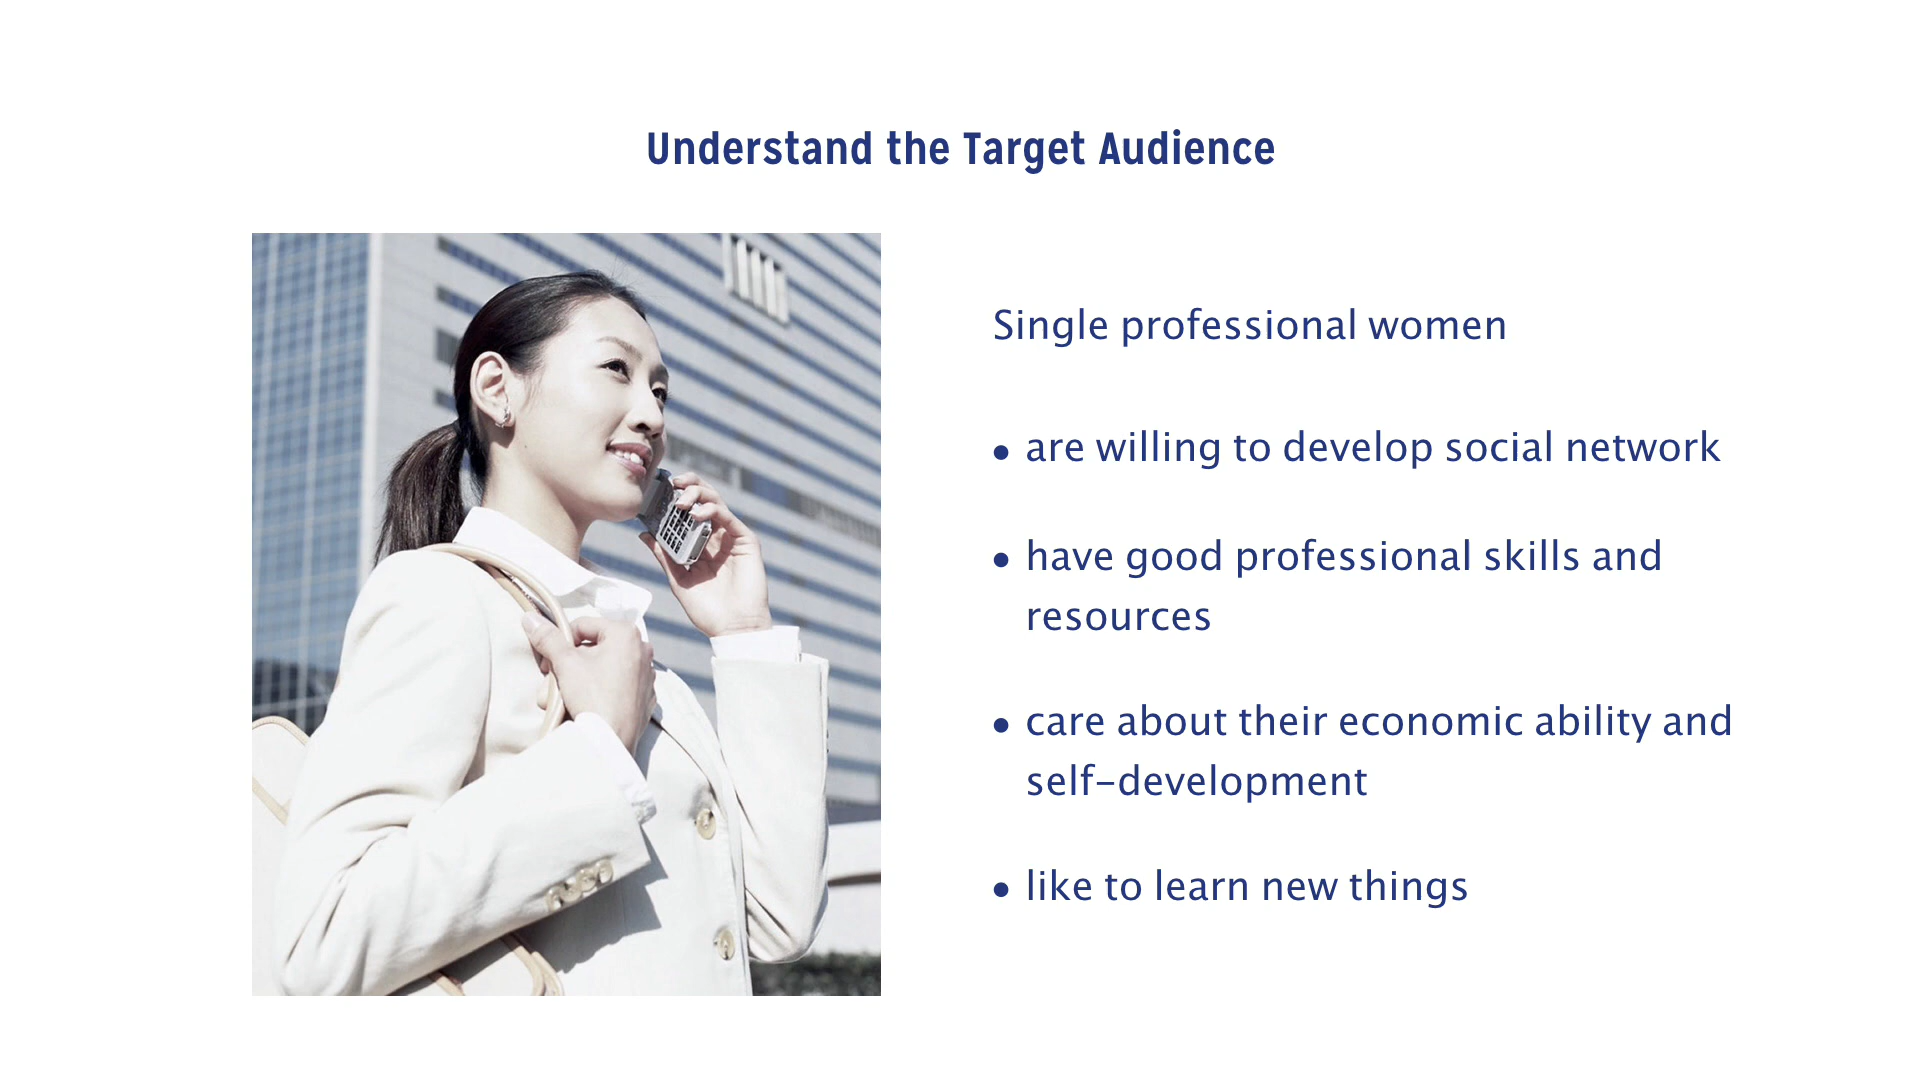 Understand the Target Audience
Single professional women
• are willing to develop social network
• have good professional skills and
resources
• care about their economic ability and
self–development
• like to learn new things